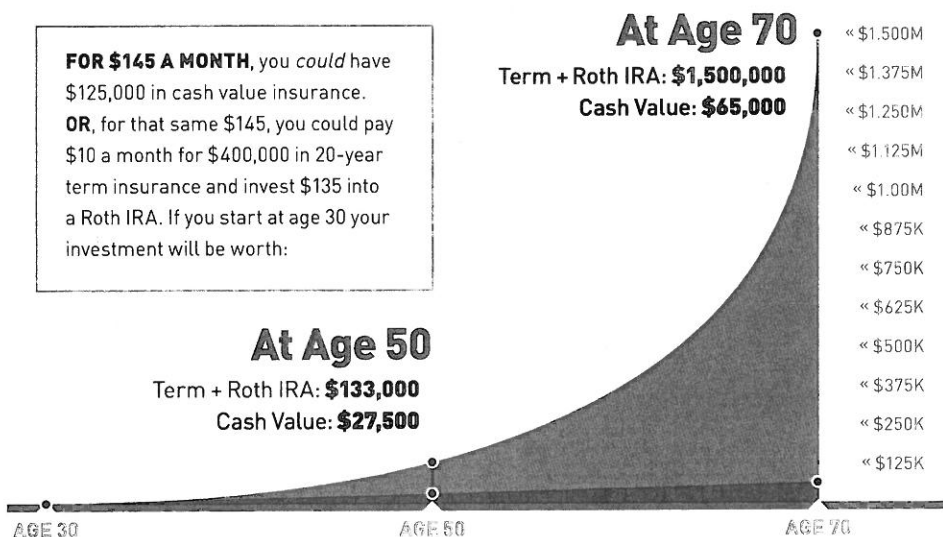 FOR $145 A MONTH, you could have
$125,000 in cash value insurance.
OR, for that same $145, you could pay
$10 a month for $400,000 in 20-year
term insurance and invest $135 into
a Roth IRA. If you start at age 30 your
investment will be worth:
At Age 70
Term + Roth IRA: $1,500,000
Cash Value: $65,000
At Age 50
Term + Roth IRA: $133,000
Cash Value: $27,500
« $1.500M
« $1.375M
« $1.250M
« $1.125M
« $1.00M
« $875K
« $750K
« $625K
« $500K
« $375K
« $250K
« $125K
AGE 30
AGE 50
AGE 70